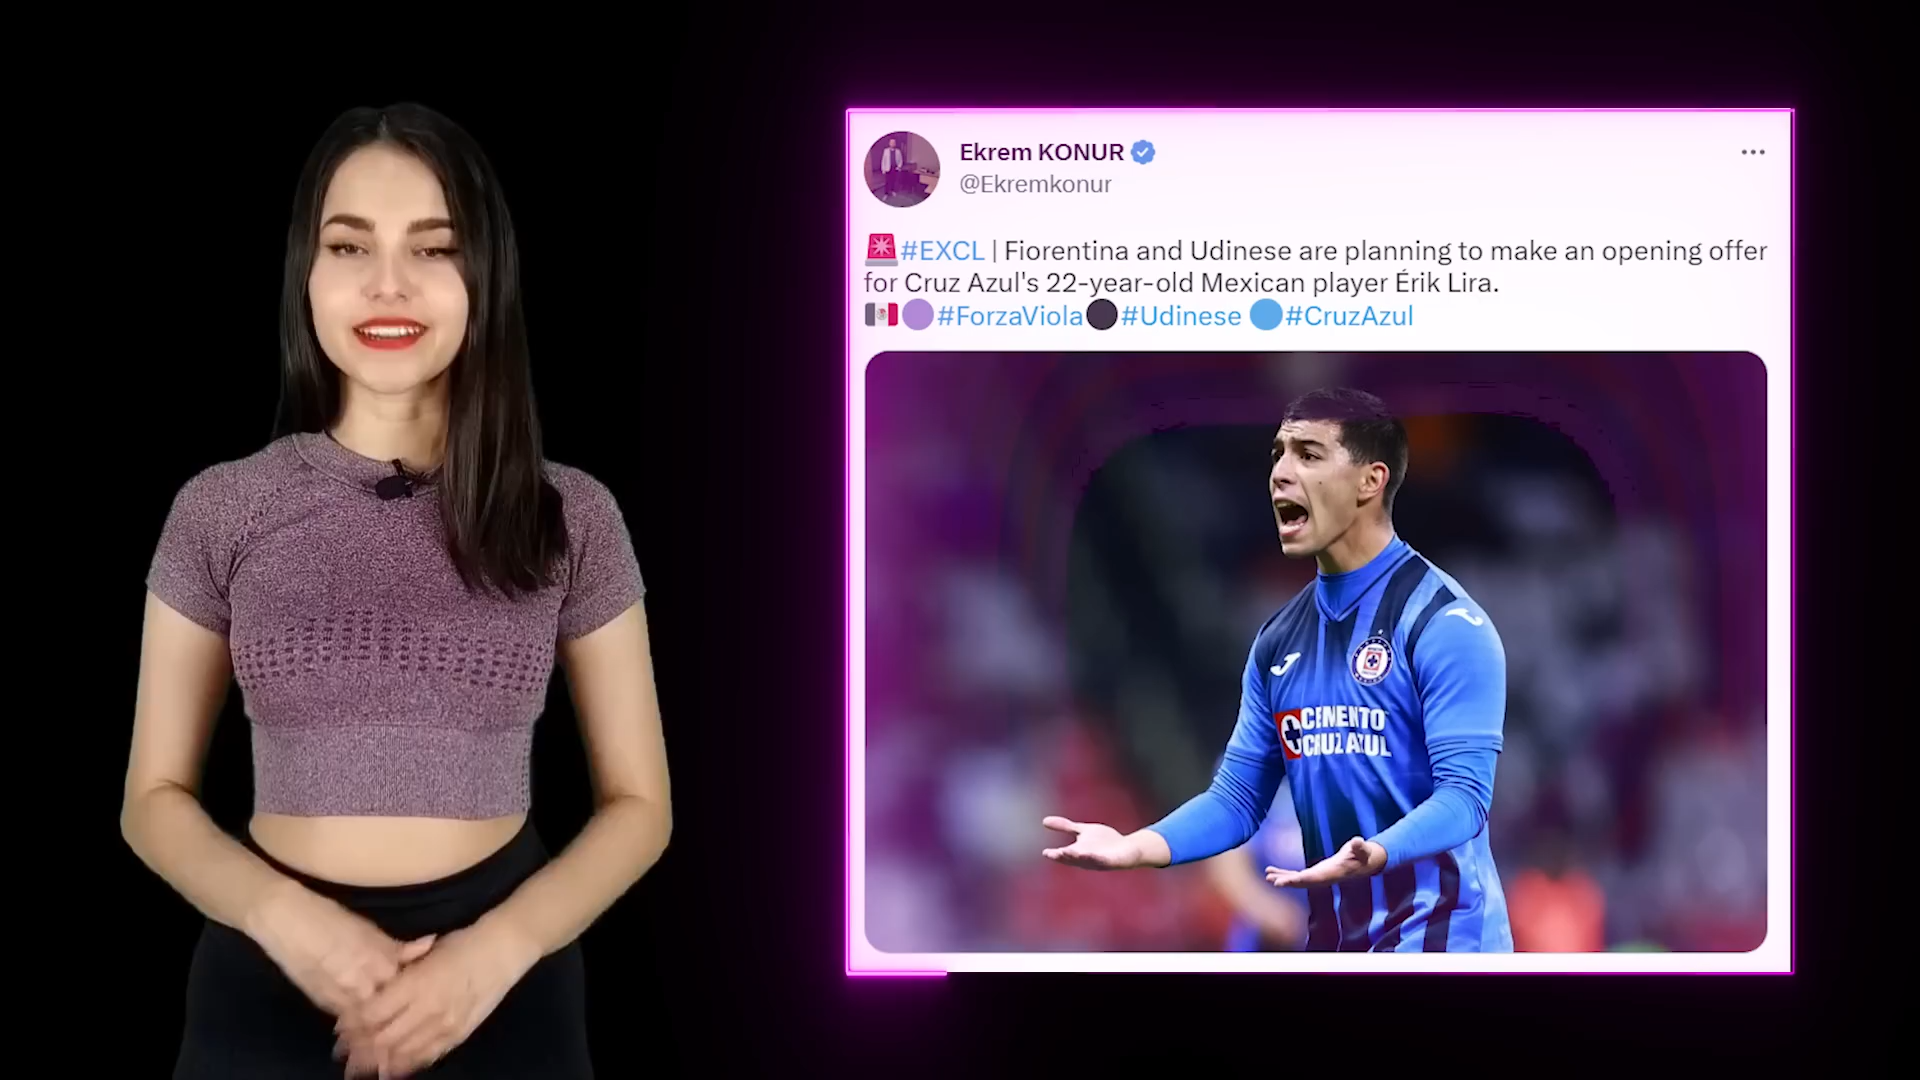 Ekrem KONUR
@Ekremkonur
#EXCL | Fiorentina and Udinese are planning to make an opening offer
for Cruz Azul's 22-year-old Mexican player Érik Lira.
#ForzaViola #Udinese #CruzAzul
CEMENTO
CRUZ AZUL